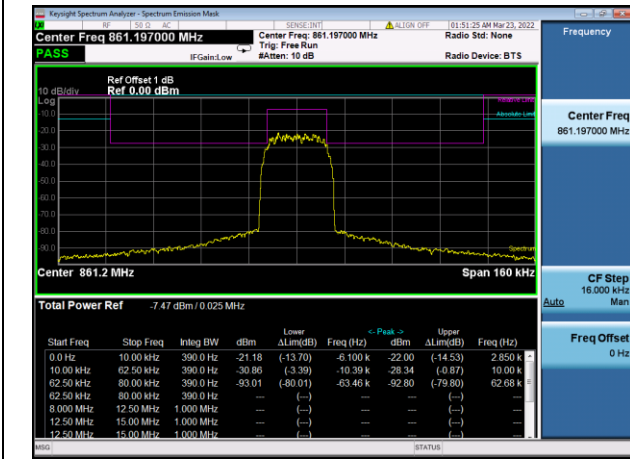 Keysight Spectrum Analyzer - Spectrum Emission Mask
RF 50 Ω AC SENSE:INT ALIGN OFF 01:51:25 AM Mar 23, 2022
Center Freq 861.197000 MHz
Center Freq: 861.197000 MHz Radio Std: None
Trig: Free Run
PASS IFGain:Low #Atten: 10 dB Radio Device: BTS
Ref Offset 1 dB
10 dB/div Ref 0.00 dBm
Log
Relative Limit
-10.0
Absolute Limit
-20.0
-30.0
-40.0
-50.0
-60.0
-70.0
-80.0
-90.0
Spectrum
Center 861.2 MHz Span 160 kHz
Total Power Ref -7.47 dBm / 0.025 MHz
Lower <- Peak -> Upper
Start Freq Stop Freq Integ BW dBm ΔLim(dB) Freq (Hz) dBm ΔLim(dB) Freq (Hz)
0.0 Hz 10.00 kHz 390.0 Hz -21.18 (-13.70) -6.100 k -22.00 (-14.53) 2.850 k
10.00 kHz 62.50 kHz 390.0 Hz -30.86 (-3.39) -10.39 k -28.34 (-0.87) 10.00 k
62.50 kHz 80.00 kHz 390.0 Hz -93.01 (-80.01) -63.46 k -92.80 (-79.80) 62.68 k
62.50 kHz 80.00 kHz 390.0 Hz --- (---) --- --- (---) ---
8.000 MHz 12.50 MHz 1.000 MHz --- (---) --- --- (---) ---
12.50 MHz 15.00 MHz 1.000 MHz --- (---) --- --- (---) ---
12.50 MHz 15.00 MHz 1.000 MHz --- (---) --- --- (---) ---
MSG STATUS
Frequency
Center Freq
861.197000 MHz
CF Step
16.000 kHz
Auto Man
Freq Offset
0 Hz